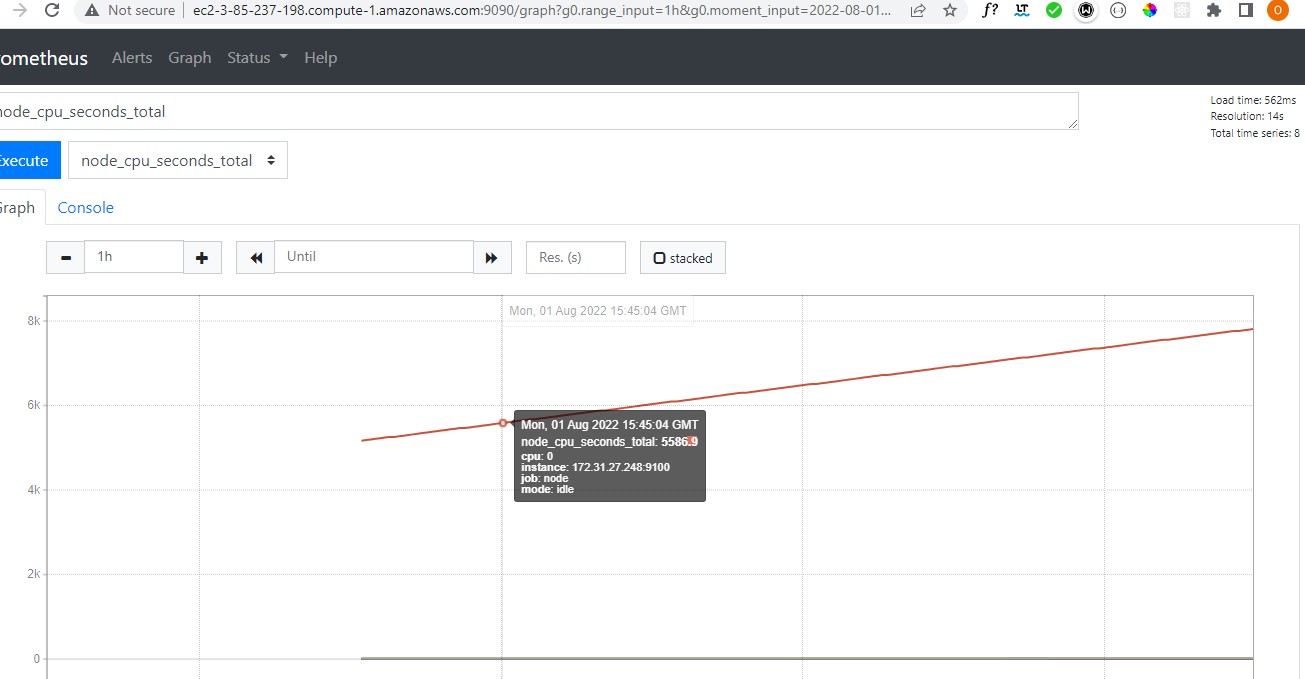 Not secure | ec2-3-85-237-198.compute-1.amazonaws.com:9090/graph?g0.range_input=1h&g0.moment_input=2022-08-01...
f?
LT
W
O
ometheus Alerts Graph Status Help
node_cpu_seconds_total
Load time: 562ms
Resolution: 14s
Total time series: 8
Execute node_cpu_seconds_total
Graph Console
1h Until Res. (s) stacked
Mon, 01 Aug 2022 15:45:04 GMT
8k
6k
Mon, 01 Aug 2022 15:45:04 GMT
node_cpu_seconds_total: 5586.9
cpu: 0
instance: 172.31.27.248:9100
job: node
mode: idle
4k
2k
0